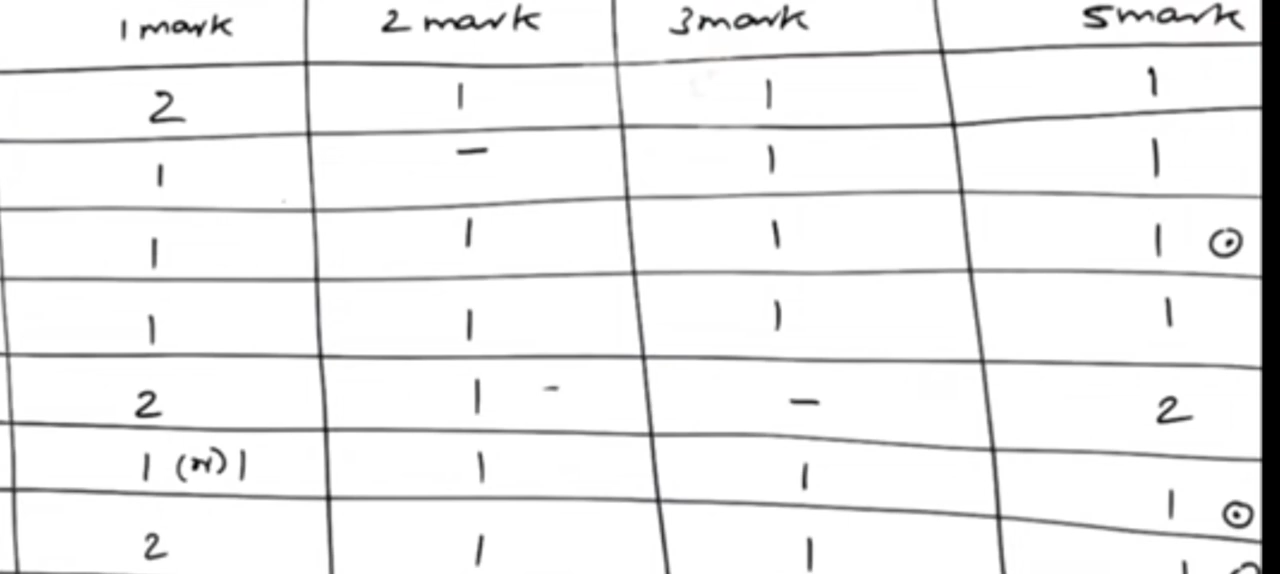 1 mark 2 mark 3 mark 5 mark
2 1 1 1
1 - 1 1
1 1 1 1 ⊙
1 1 1 1
2 1 - - 2
1 1 1 1 1 ⊙
2 1 1